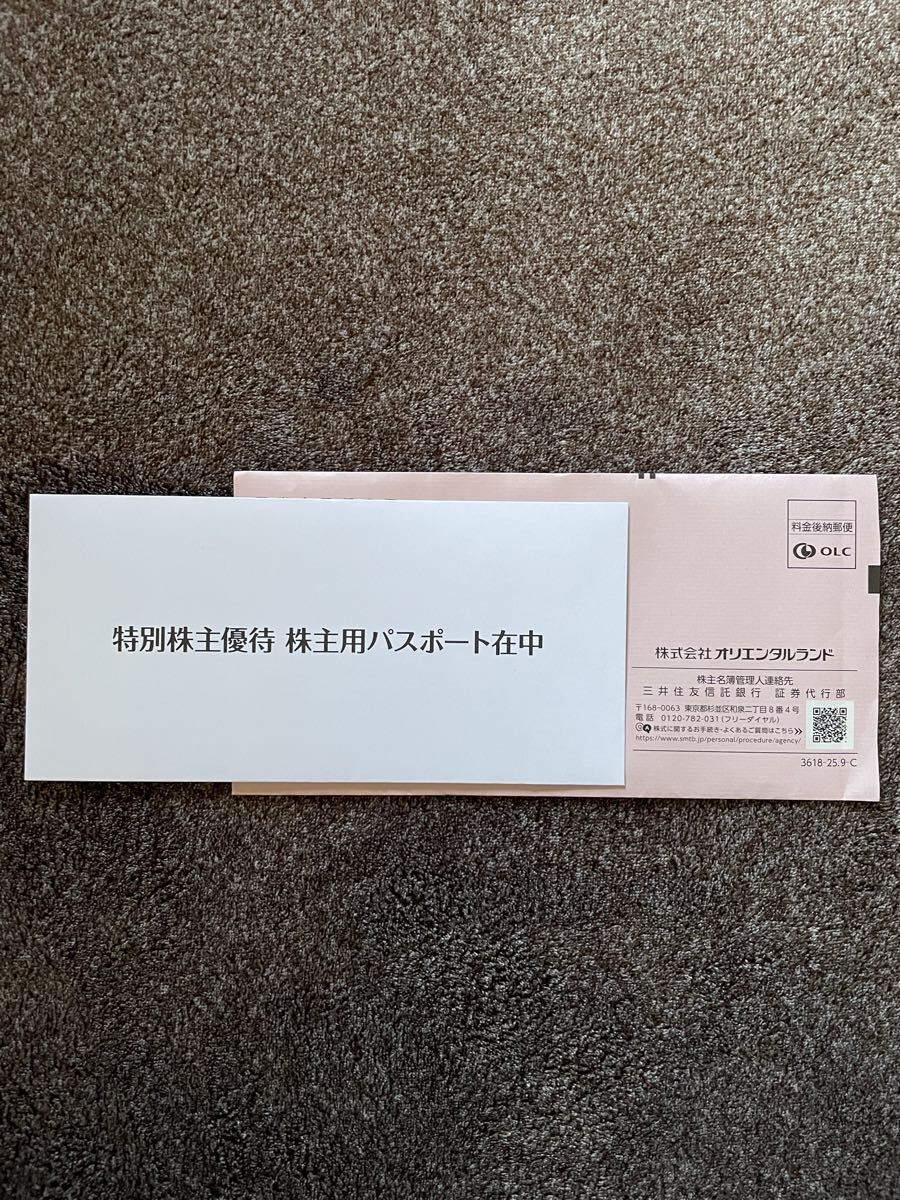 特別株主優待 株主用パスポート在中
料金後納郵便
OLC
株式会社 オリエンタルランド
株主名簿管理人連絡先
三井住友信託銀行 証券代行部
〒168-0063 東京都杉並区和泉二丁目8番4号
電話 0120-782-031(フリーダイヤル)
Q&A 株式に関するお手続き・よくあるご質問はこちら
https://www.smtb.jp/personal/procedure/agency/
3618-25.9-C